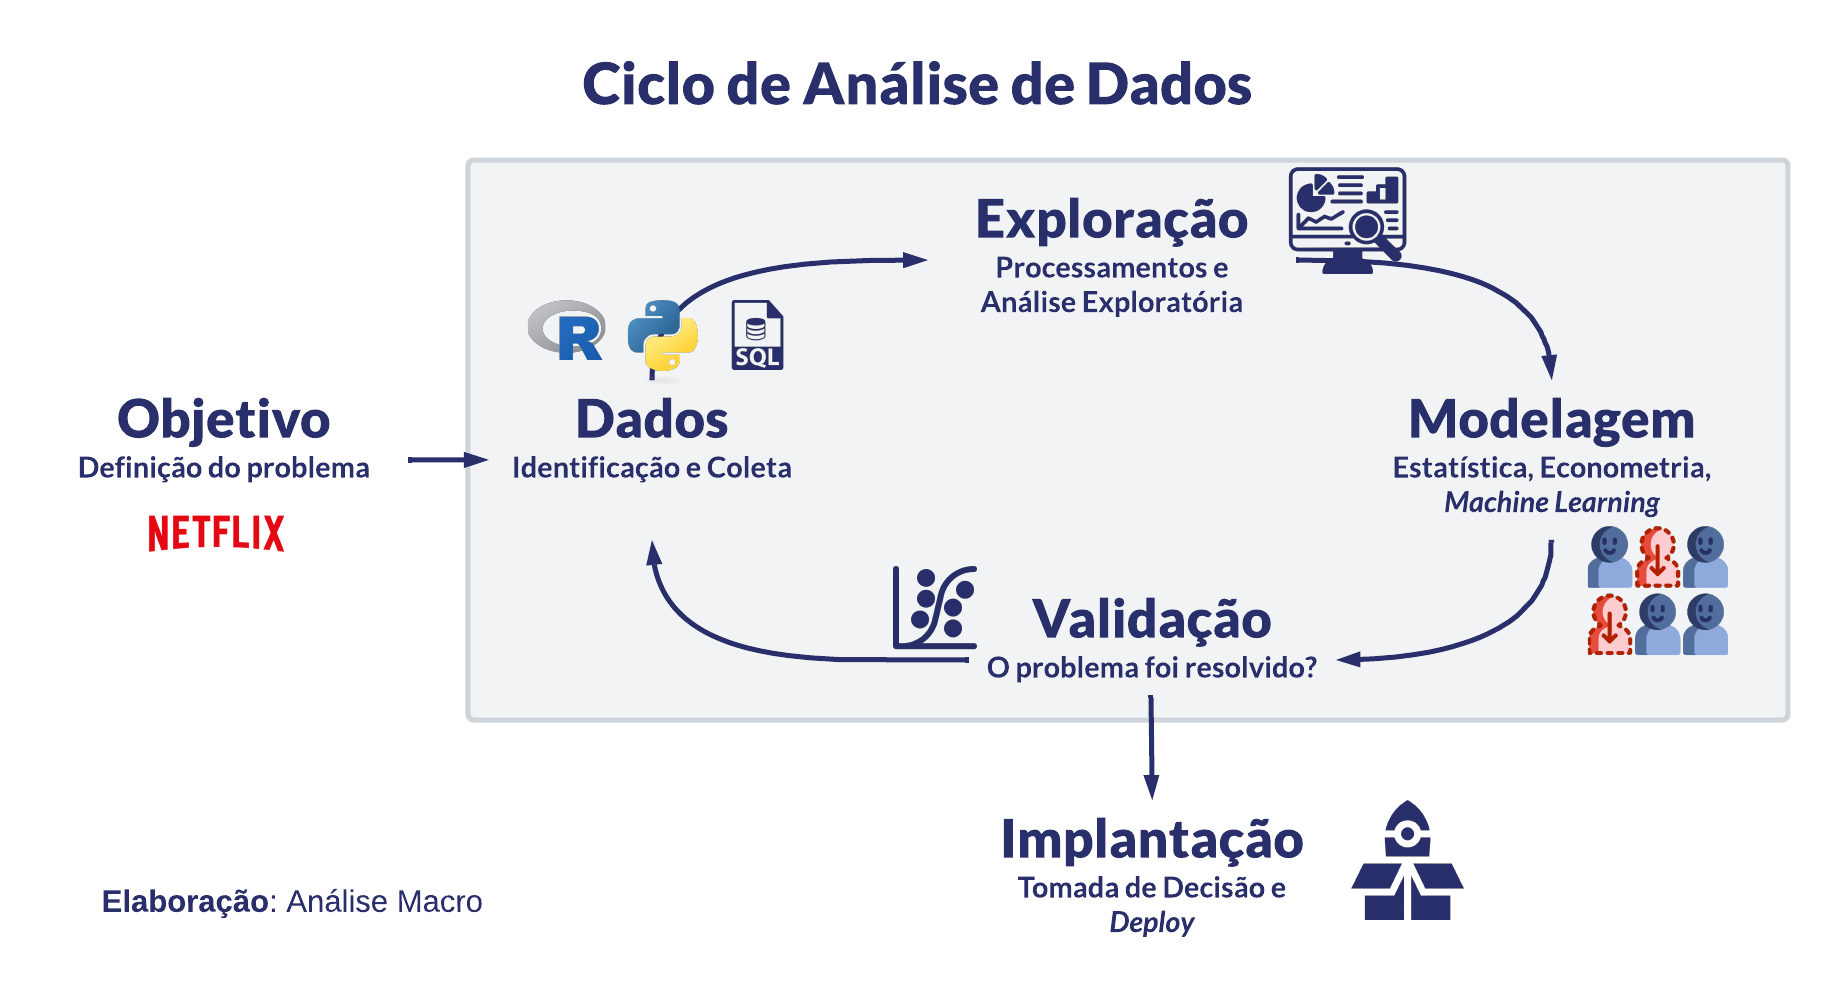 Ciclo de Análise de Dados
Exploração
Processamentos e
Análise Exploratória
R
SQL
Objetivo
Definição do problema
NETFLIX
Dados
Identificação e Coleta
Modelagem
Estatística, Econometria,
Machine Learning
Validação
O problema foi resolvido?
Implantação
Tomada de Decisão e
Deploy
Elaboração: Análise Macro